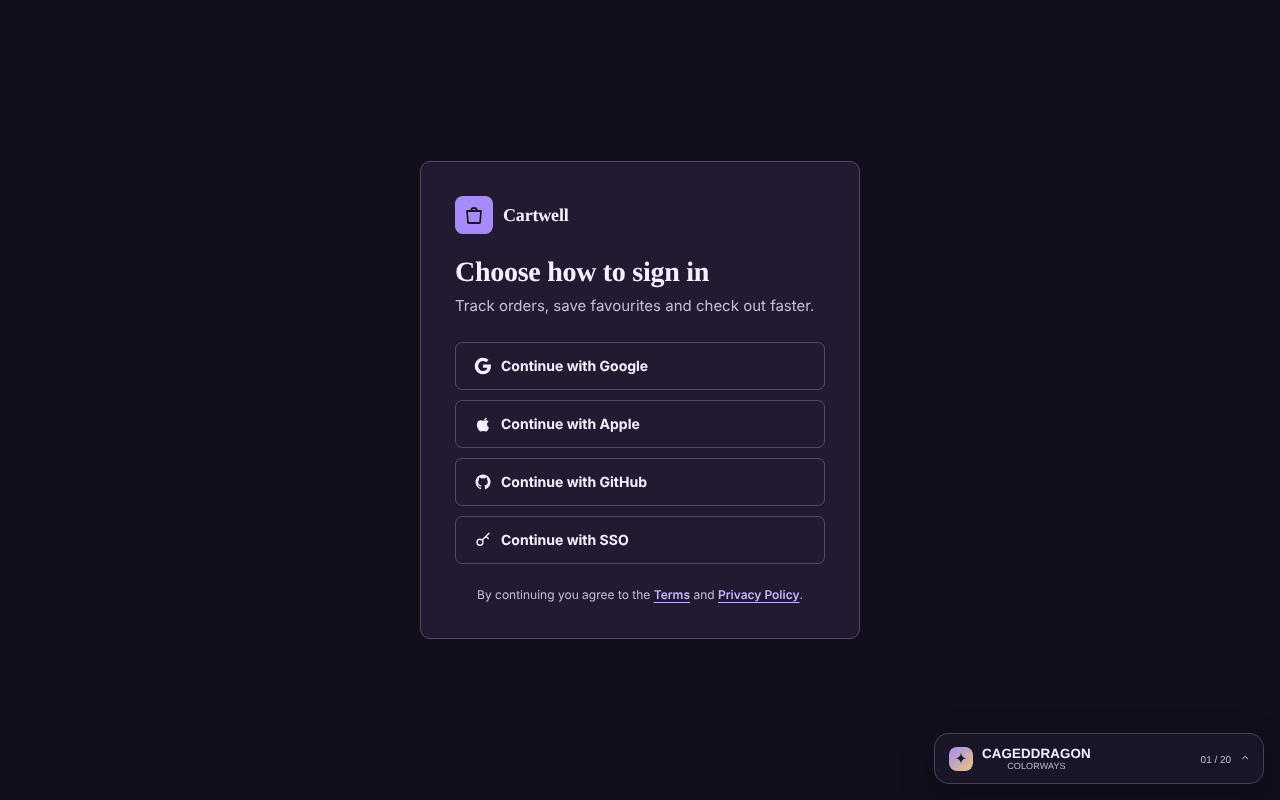 Cartwell
Choose how to sign in
Track orders, save favourites and check out faster.
Continue with Google
Continue with Apple
Continue with GitHub
Continue with SSO
By continuing you agree to the Terms and Privacy Policy.
CAGEDDRAGON
COLORWAYS
01 / 20